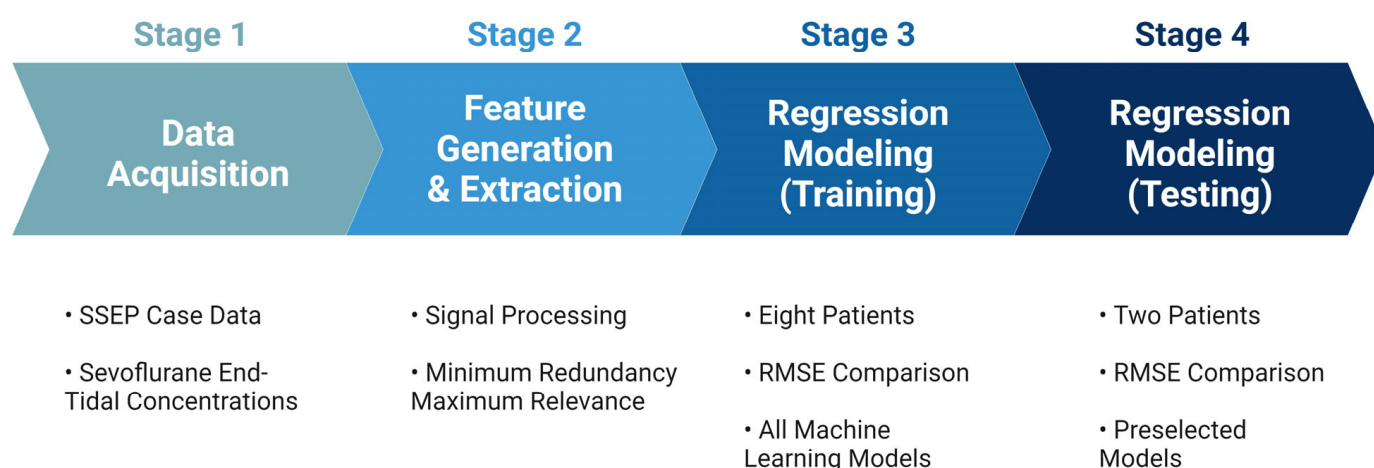 Stage 1
Stage 2
Stage 3
Stage 4
Data
Acquisition
Feature
Generation
& Extraction
Regression
Modeling
(Training)
Regression
Modeling
(Testing)
• SSEP Case Data
• Sevoflurane End-
Tidal Concentrations
• Signal Processing
• Minimum Redundancy
Maximum Relevance
• Eight Patients
• RMSE Comparison
• All Machine
Learning Models
• Two Patients
• RMSE Comparison
• Preselected
Models